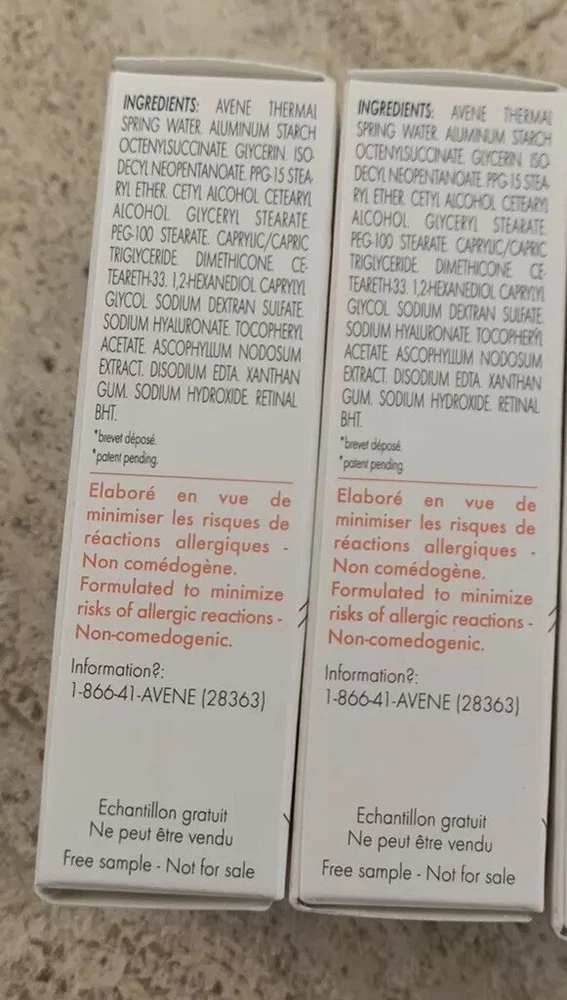 INGREDIENTS: AVENE THERMAL
SPRING WATER. ALUMINUM STARCH
OCTENYLSUCCINATE. GLYCERIN. ISO-
DECYL NEOPENTANOATE. PPG-15 STEA-
RYL ETHER. CETYL ALCOHOL. CETEARYL
ALCOHOL. GLYCERYL STEARATE.
PEG-100 STEARATE. CAPRYLIC/CAPRIC
TRIGLYCERIDE. DIMETHICONE. CE-
TEARETH-33. 1,2-HEXANEDIOL CAPRYLYL
GLYCOL. SODIUM DEXTRAN SULFATE.
SODIUM HYALURONATE. TOCOPHERYL
ACETATE. ASCOPHYLLUM NODOSUM
EXTRACT. DISODIUM EDTA. XANTHAN
GUM. SODIUM HYDROXIDE. RETINAL.
BHT.
*brevet déposé.
*patent pending.
Elaboré en vue de
minimiser les risques de
réactions allergiques -
Non comédogène.
Formulated to minimize
risks of allergic reactions -
Non-comedogenic.
Information?:
1-866-41-AVENE (28363)
Echantillon gratuit
Ne peut être vendu
Free sample - Not for sale
INGREDIENTS: AVENE THERMAL
SPRING WATER. ALUMINUM STARCH
OCTENYLSUCCINATE. GLYCERIN. ISO-
DECYL NEOPENTANOATE. PPG-15 STEA-
RYL ETHER. CETYL ALCOHOL. CETEARYL
ALCOHOL. GLYCERYL STEARATE.
PEG-100 STEARATE. CAPRYLIC/CAPRIC
TRIGLYCERIDE. DIMETHICONE. CE-
TEARETH-33. 1,2-HEXANEDIOL CAPRYLYL
GLYCOL. SODIUM DEXTRAN SULFATE.
SODIUM HYALURONATE. TOCOPHERYL
ACETATE. ASCOPHYLLUM NODOSUM
EXTRACT. DISODIUM EDTA. XANTHAN
GUM. SODIUM HYDROXIDE. RETINAL.
BHT.
*brevet déposé.
*patent pending.
Elaboré en vue de
minimiser les risques de
réactions allergiques -
Non comédogène.
Formulated to minimize
risks of allergic reactions -
Non-comedogenic.
Information?:
1-866-41-AVENE (28363)
Echantillon gratuit
Ne peut être vendu
Free sample - Not for sale